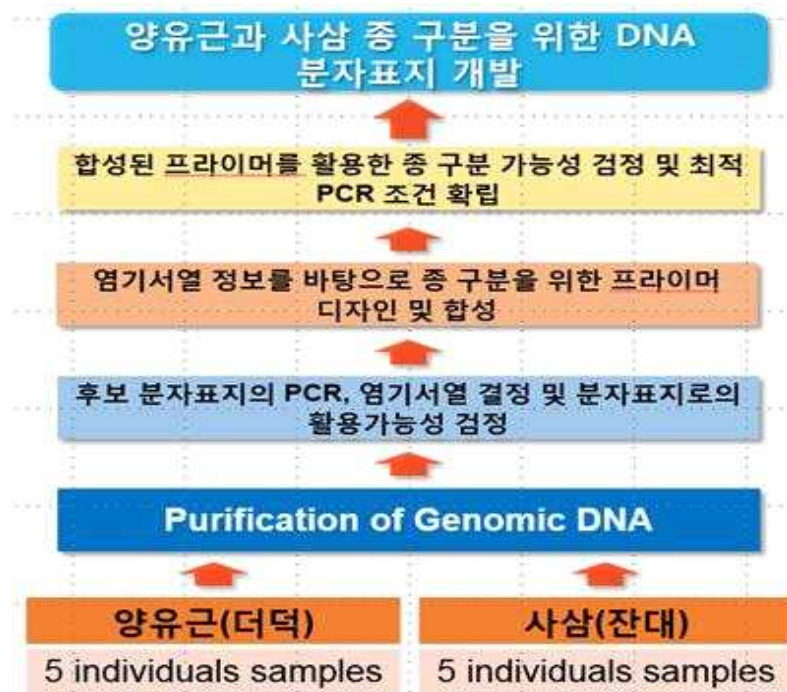 양유근과 사삼 종 구분을 위한 DNA
분자표지 개발
합성된 프라이머를 활용한 종 구분 가능성 검정 및 최적
PCR 조건 확립
염기서열 정보를 바탕으로 종 구분을 위한 프라이머
디자인 및 합성
후보 분자표지의 PCR, 염기서열 결정 및 분자표지로의
활용가능성 검정
Purification of Genomic DNA
양유근(더덕)
사삼(잔대)
5 individuals samples
5 individuals samples